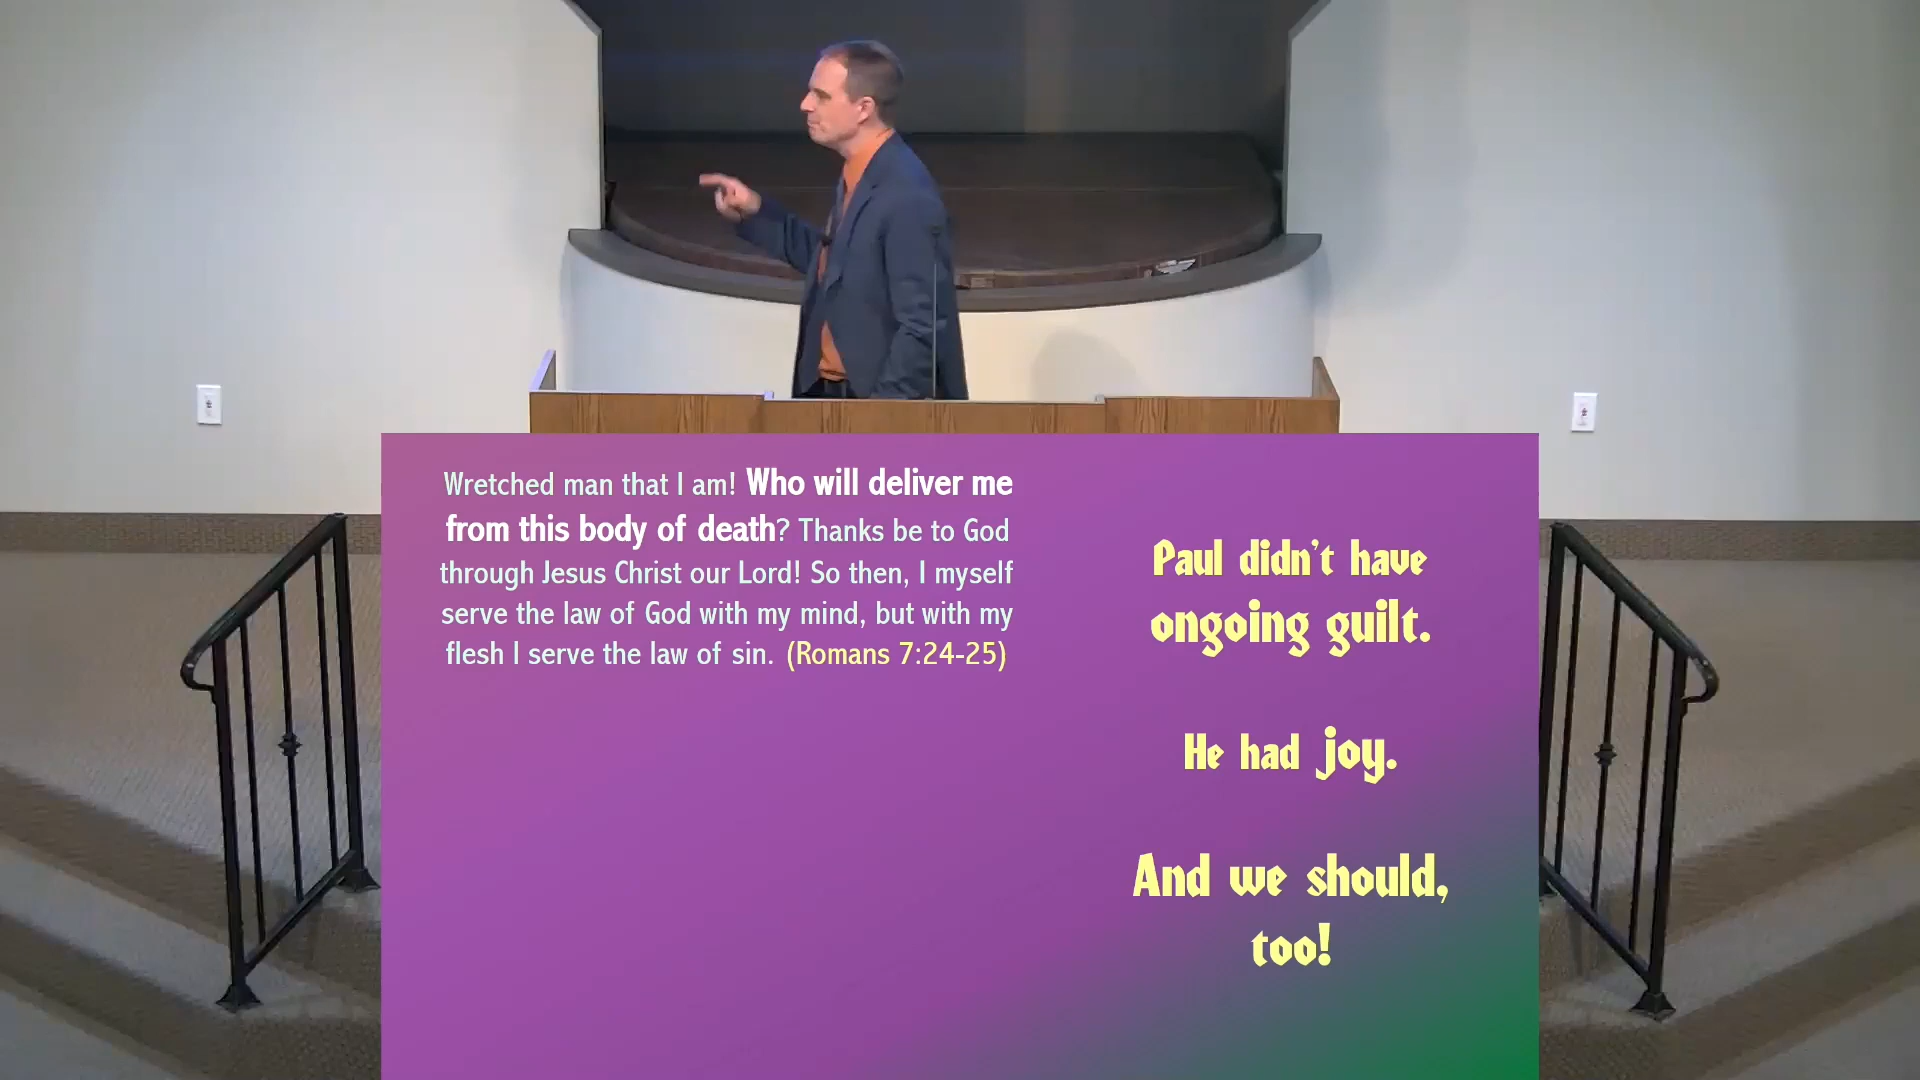 Wretched man that I am! Who will deliver me
from this body of death? Thanks be to God
through Jesus Christ our Lord! So then, I myself
serve the law of God with my mind, but with my
flesh I serve the law of sin. (Romans 7:24-25)
Paul didn't have
ongoing guilt.
He had joy.
And we should,
too!